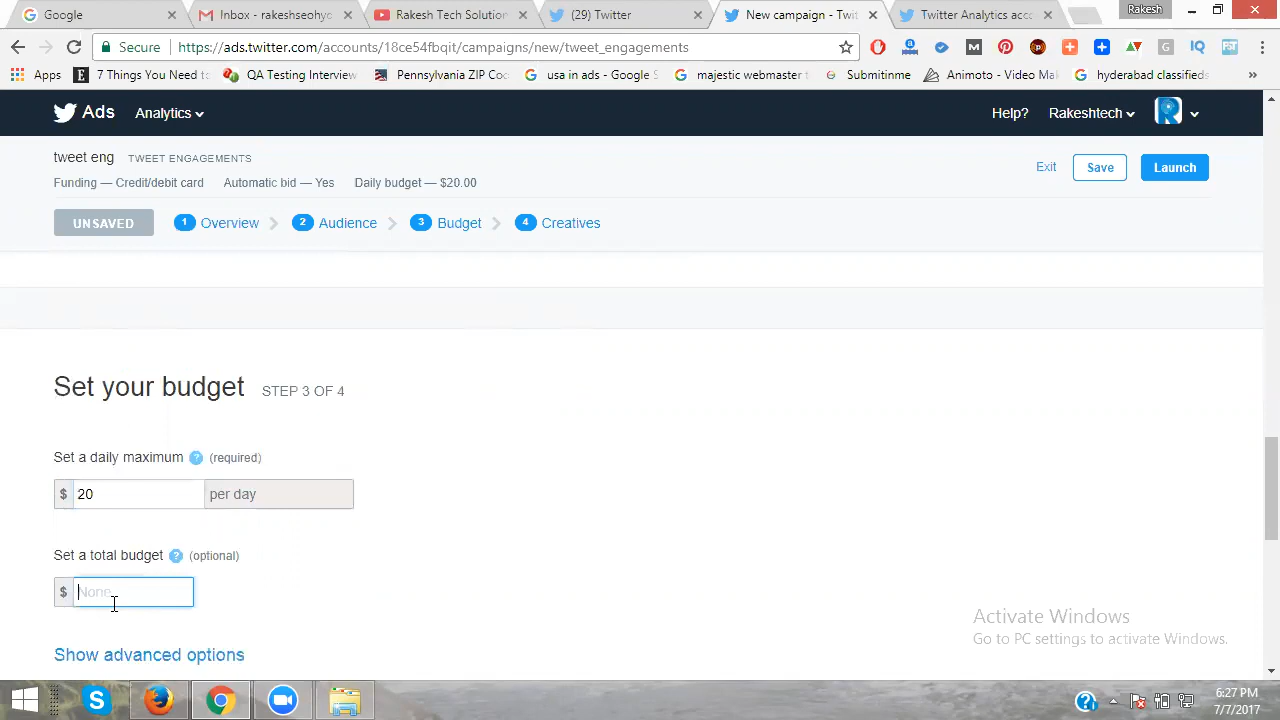 Google
Inbox - rakeshseohyc
Rakesh Tech Solution
(29) Twitter
New campaign - Twit
Twitter Analytics acc
Rakesh
Secure
https://ads.twitter.com/account/18ce54fbqit/campaigns/new/tweet_engagements
Apps
7 Things You Need to
QA Testing Interview
Pennsylvania ZIP Co
usa in ads - Google S
majestic webmaster t
Submitinme
Animoto - Video Ma
hyderabad classifieds
»
Ads
Analytics
Help?
Rakeshtech
tweet eng
TWEET ENGAGEMENTS
Exit
Save
Launch
Funding — Credit/debit card
Automatic bid — Yes
Daily budget — $20.00
UNSAVED
1 Overview
2 Audience
3 Budget
4 Creatives
Set your budget
STEP 3 OF 4
Set a daily maximum ? (required)
$ 20 per day
Set a total budget ? (optional)
$ None
Activate Windows
Go to PC settings to activate Windows.
Show advanced options
6:27 PM
7/7/2017